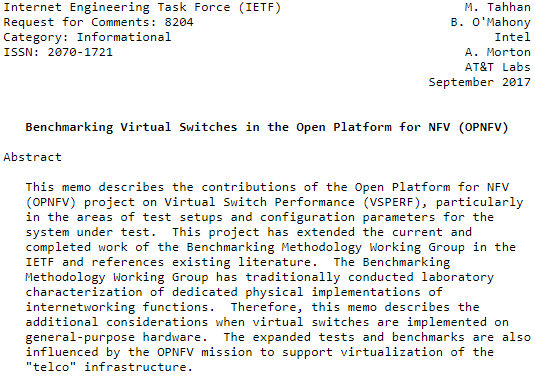 Internet Engineering Task Force (IETF) M. Tahhan
Request for Comments: 8204 B. O'Mahony
Category: Informational Intel
ISSN: 2070-1721 A. Morton
AT&T Labs
September 2017
Benchmarking Virtual Switches in the Open Platform for NFV (OPNFV)
Abstract
This memo describes the contributions of the Open Platform for NFV
(OPNFV) project on Virtual Switch Performance (VSPERF), particularly
in the areas of test setups and configuration parameters for the
system under test. This project has extended the current and
completed work of the Benchmarking Methodology Working Group in the
IETF and references existing literature. The Benchmarking
Methodology Working Group has traditionally conducted laboratory
characterization of dedicated physical implementations of
internetworking functions. Therefore, this memo describes the
additional considerations when virtual switches are implemented on
general-purpose hardware. The expanded tests and benchmarks are also
influenced by the OPNFV mission to support virtualization of the
"telco" infrastructure.